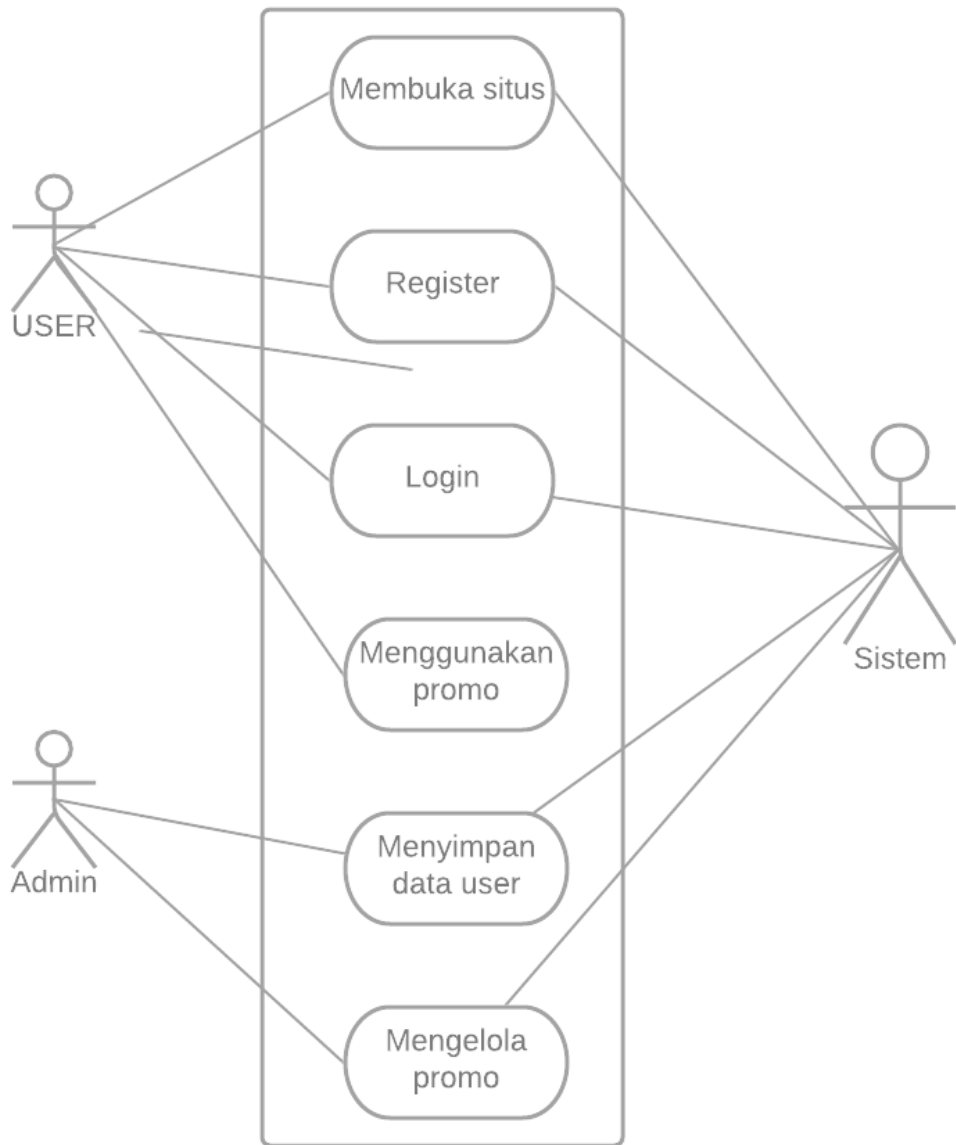 Membuka situs
Register
USER
Login
Menggunakan
promo
Sistem
Menyimpan
data user
Admin
Mengelola
promo